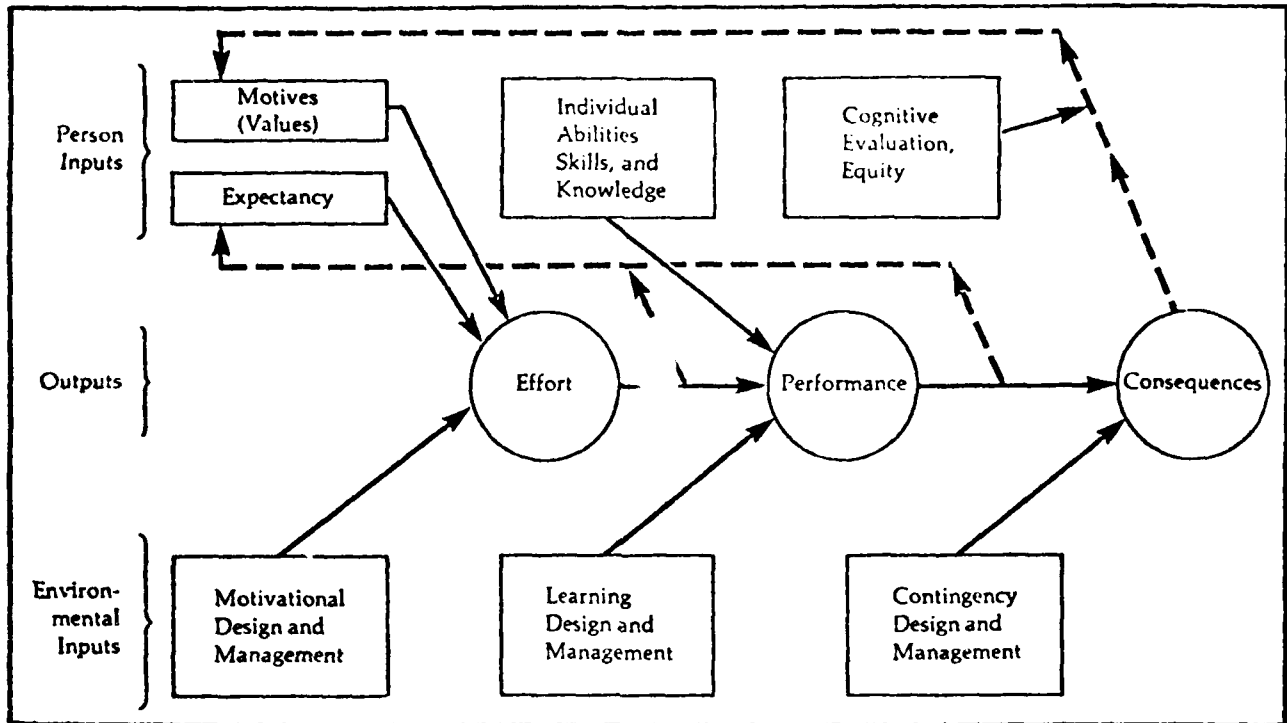 Person
Inputs
Motives
(Values)
Expectancy
Individual
Abilities
Skills, and
Knowledge
Cognitive
Evaluation,
Equity
Outputs
Effort
Performance
Consequences
Environ-
mental
Inputs
Motivational
Design and
Management
Learning
Design and
Management
Contingency
Design and
Management